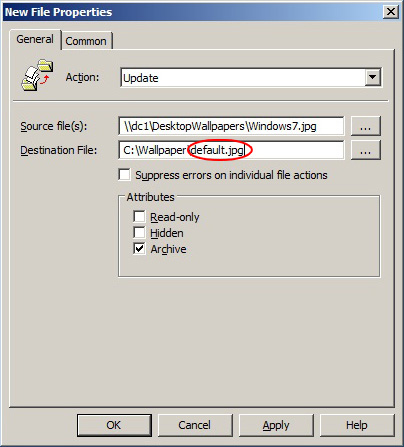 New File Properties
General Common
Action: Update
Source file(s): \\dc1\DesktopWallpapers\Windows7.jpg ...
Destination File: C:\Wallpaper\default.jpg ...
Suppress errors on individual file actions
Attributes
Read-only
Hidden
Archive
OK Cancel Apply Help